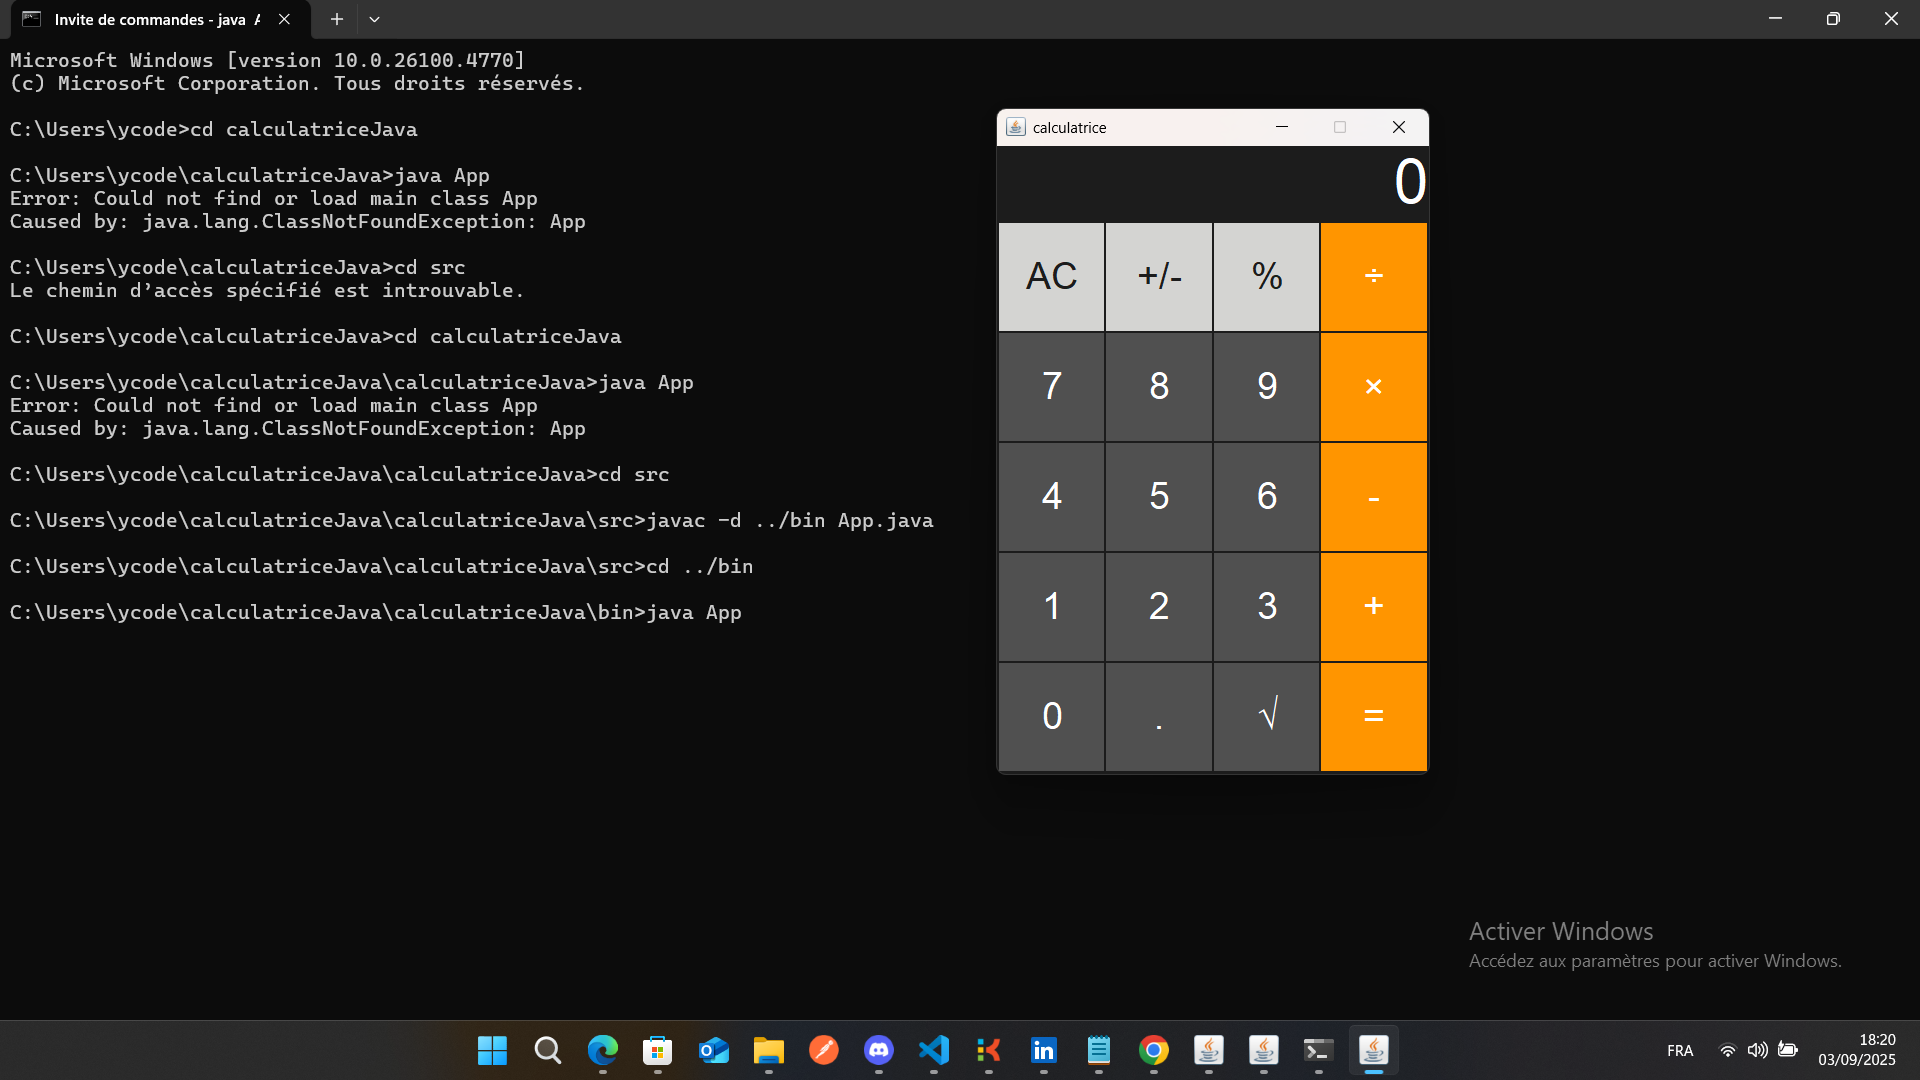 Invite de commandes - java A
Microsoft Windows [version 10.0.26100.4770]
(c) Microsoft Corporation. Tous droits réservés.
C:\Users\ycode>cd calculatriceJava
C:\Users\ycode\calculatriceJava>java App
Error: Could not find or load main class App
Caused by: java.lang.ClassNotFoundException: App
C:\Users\ycode\calculatriceJava>cd src
Le chemin d’accès spécifié est introuvable.
C:\Users\ycode\calculatriceJava>cd calculatriceJava
C:\Users\ycode\calculatriceJava\calculatriceJava>java App
Error: Could not find or load main class App
Caused by: java.lang.ClassNotFoundException: App
C:\Users\ycode\calculatriceJava\calculatriceJava>cd src
C:\Users\ycode\calculatriceJava\calculatriceJava\src>javac -d ../bin App.java
C:\Users\ycode\calculatriceJava\calculatriceJava\src>cd ../bin
C:\Users\ycode\calculatriceJava\calculatriceJava\bin>java App
calculatrice
0
AC +/- % ÷
7 8 9 ×
4 5 6 -
1 2 3 +
0 . √ =
Activer Windows
Accédez aux paramètres pour activer Windows.
FRA
18:20
03/09/2025